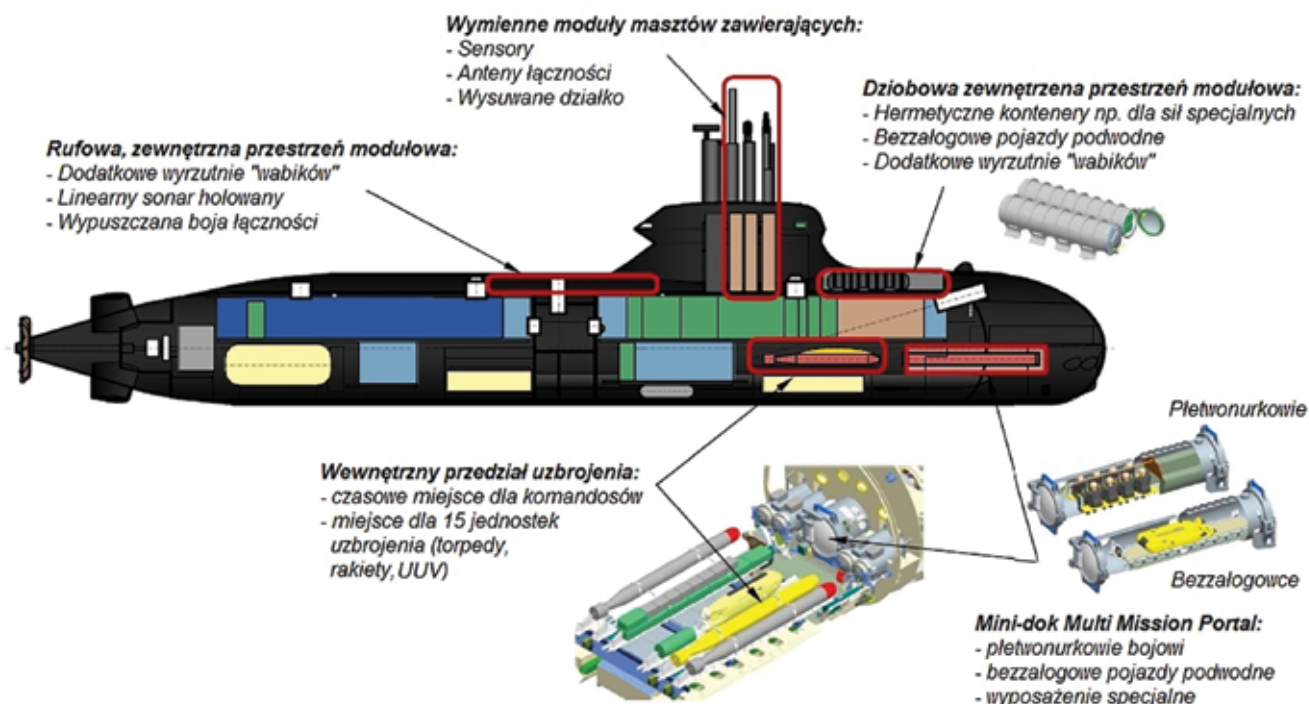 Wymienne moduły masztów zawierających:
- Sensory
- Anteny łączności
- Wysuwane działko
Dziobowa zewnętrzena przestrzeń modułowa:
- Hermetyczne kontenery np. dla sił specjalnych
- Bezzałogowe pojazdy podwodne
- Dodatkowe wyrzutnie "wabików"
Rufowa, zewnętrzna przestrzeń modułowa:
- Dodatkowe wyrzutnie "wabików"
- Linearny sonar holowany
- Wypuszczana boja łączności
Płetwonurkowie
Wewnętrzny przedział uzbrojenia:
- czasowe miejsce dla komandosów
- miejsce dla 15 jednostek
uzbrojenia (torpedy,
rakiety, UUV)
Bezzałogowce
Mini-dok Multi Mission Portal:
- płetwonurkowie bojowi
- bezzałogowe pojazdy podwodne
- wyposażenie specjalne